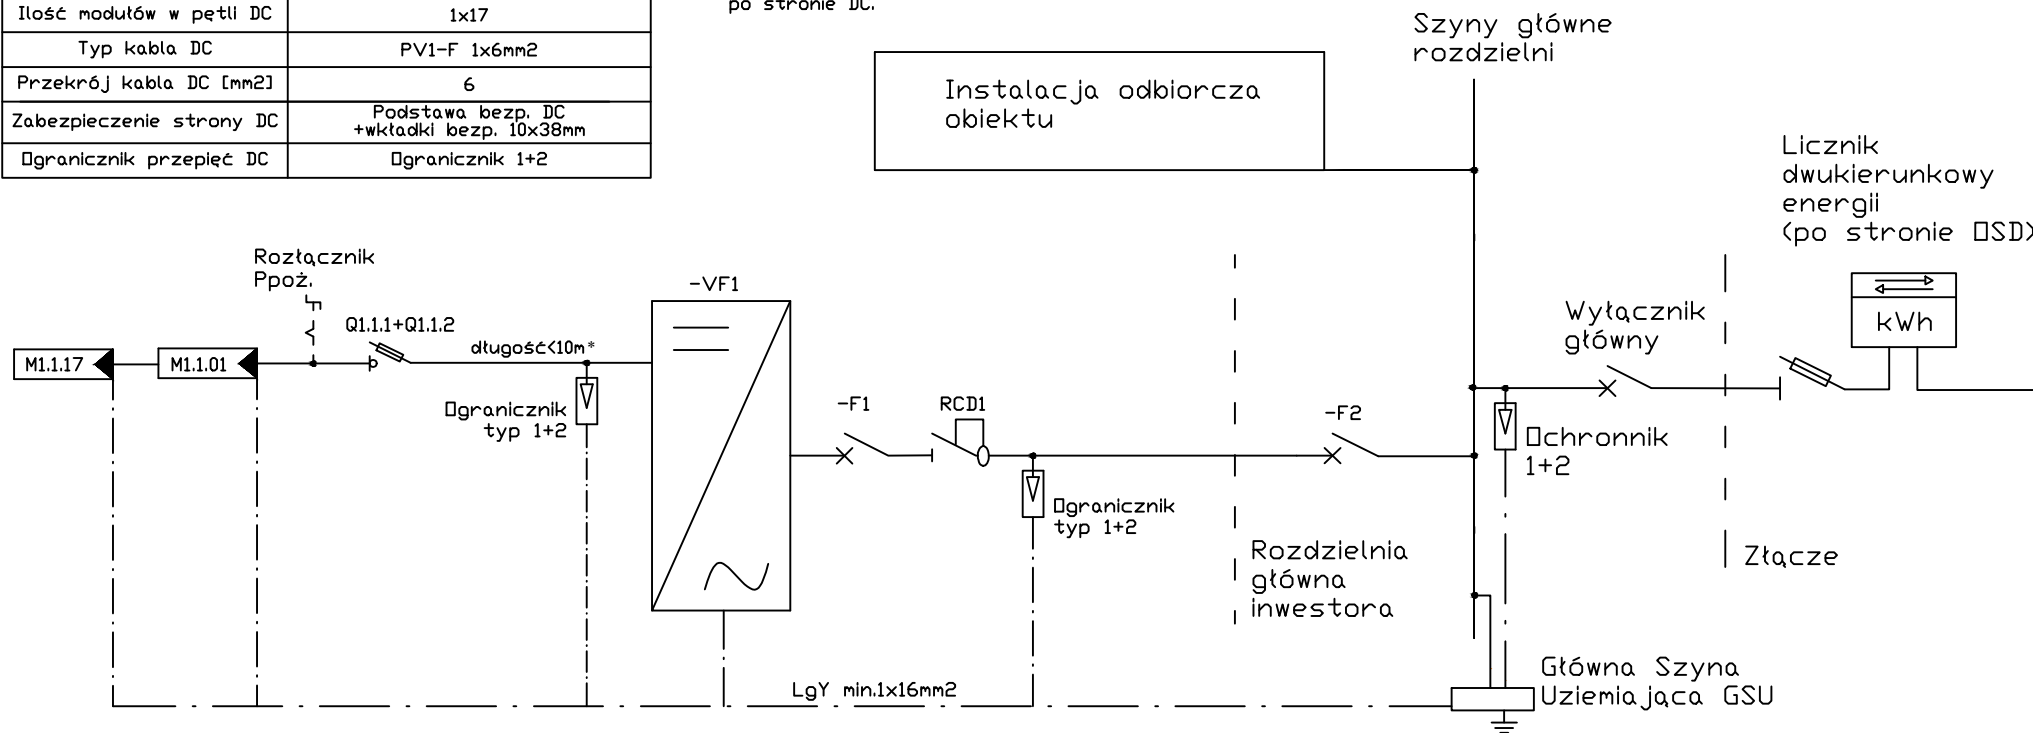 Ilość modułów w pętli DC
1x17
Typ kabla DC
PV1-F 1x6mm2
Przekrój kabla DC [mm2]
6
Zabezpieczenie strony DC
Podstawa bezp. DC
+wkładki bezp. 10x38mm
Ogranicznik przepięć DC
Ogranicznik 1+2
po stronie DC.
Szyny główne
rozdzielni
Instalacja odbiorcza
obiektu
Licznik
dwukierunkowy
energii
(po stronie OSD)
kWh
Rozłącznik
Ppoż.
Q1.1.1+Q1.1.2
M1.1.17
M1.1.01
długość<10m*
Ogranicznik
typ 1+2
-VF1
-F1
RCD1
Ogranicznik
typ 1+2
-F2
Rozdzielnia
główna
inwestora
Wyłącznik
główny
Ochronnik
1+2
Złącze
LgY min.1x16mm2
Główna Szyna
Uziemiająca GSU